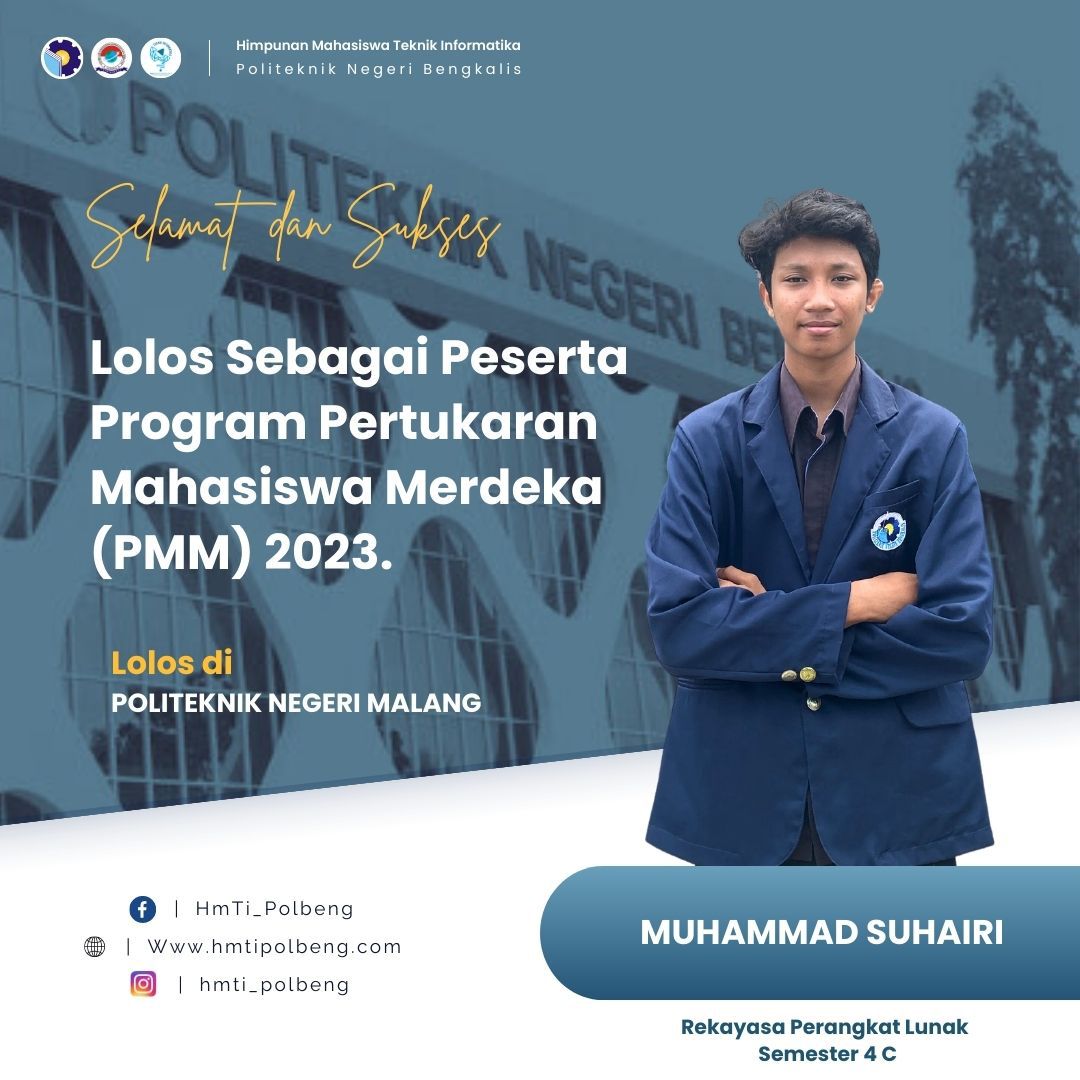 Himpunan Mahasiswa Teknik Informatika
Politeknik Negeri Bengkalis
POLITEKNIK NEGERI BE
Selamat dan Sukses
Lolos Sebagai Peserta
Program Pertukaran
Mahasiswa Merdeka
(PMM) 2023.
Lolos di
POLITEKNIK NEGERI MALANG
| HmTi_Polbeng
| Www.hmtipolbeng.com
| hmti_polbeng
MUHAMMAD SUHAIRI
Rekayasa Perangkat Lunak
Semester 4 C